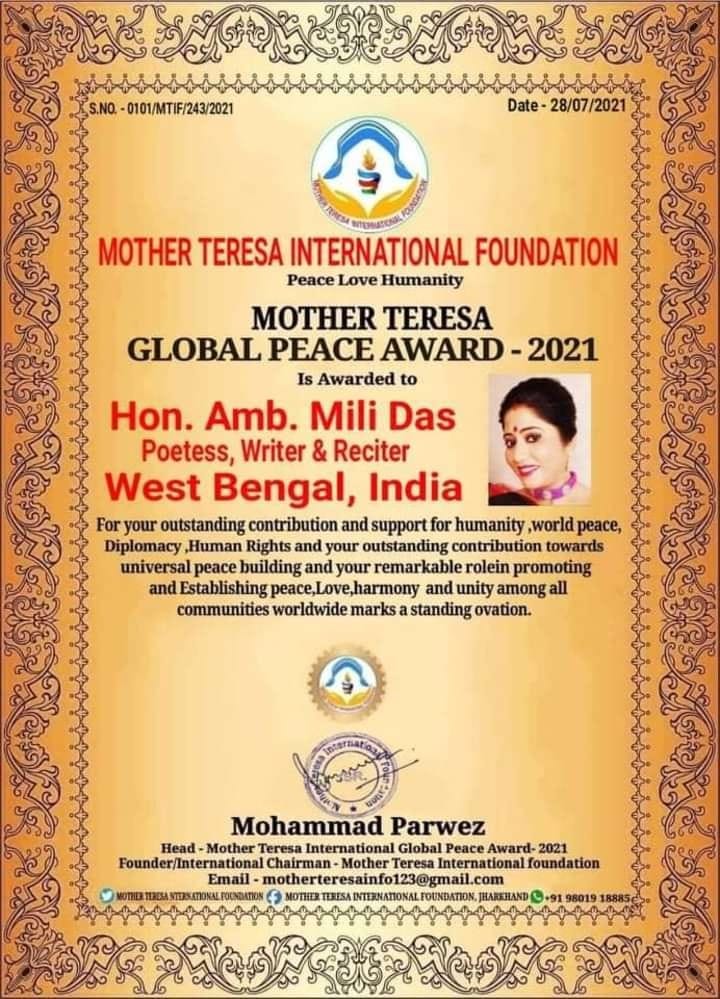 S.NO. - 0101/MTIF/243/2021
Date - 28/07/2021
MOTHER TERESA INTERNATIONAL FOUNDATION
MOTHER TERESA INTERNATIONAL FOUNDATION
Peace Love Humanity
MOTHER TERESA
GLOBAL PEACE AWARD - 2021
Is Awarded to
Hon. Amb. Mili Das
Poetess, Writer & Reciter
West Bengal, India
For your outstanding contribution and support for humanity ,world peace,
Diplomacy ,Human Rights and your outstanding contribution towards
universal peace building and your remarkable rolein promoting
and Establishing peace,Love,harmony and unity among all
communities worldwide marks a standing ovation.
Mohammad Parwez
Head - Mother Teresa International Global Peace Award- 2021
Founder/International Chairman - Mother Teresa International foundation
Email - motherteresainfo123@gmail.com
MOTHER TERESA INTERNATIONAL FOUNDATION MOTHER TERESA INTERNATIONAL FOUNDATION, JHARKHAND +91 98019 18885